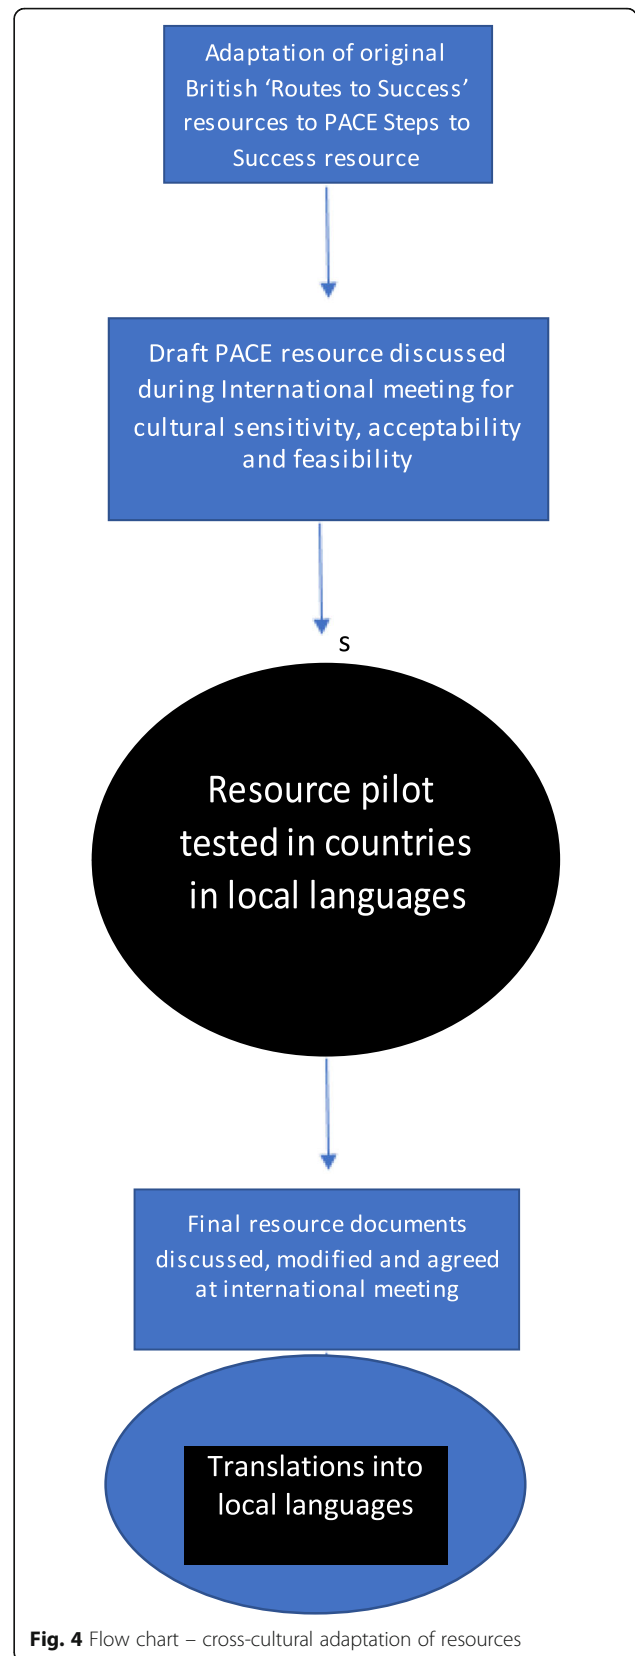 Adaptation of original
British ‘Routes to Success’
resources to PACE Steps to
Success resource
Draft PACE resource discussed
during International meeting for
cultural sensitivity, acceptability
and feasibility
s
Resource pilot
tested in countries
in local languages
Final resource documents
discussed, modified and agreed
at international meeting
Translations into
local languages
Fig. 4 Flow chart – cross-cultural adaptation of resources